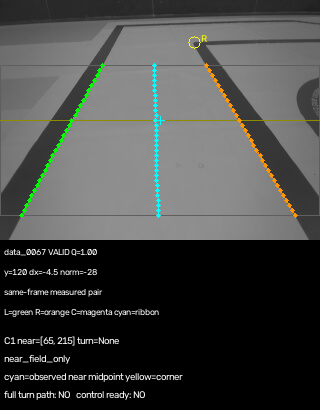 R
data_0067 VALID Q=1.00
y=120 dx=-4.5 norm=-28
same-frame measured pair
L=green R=orange C=magenta cyan=ribbon
C1 near=[65, 215] turn=None
near_field_only
cyan=observed near midpoint yellow=corner
full turn path: NO control ready: NO